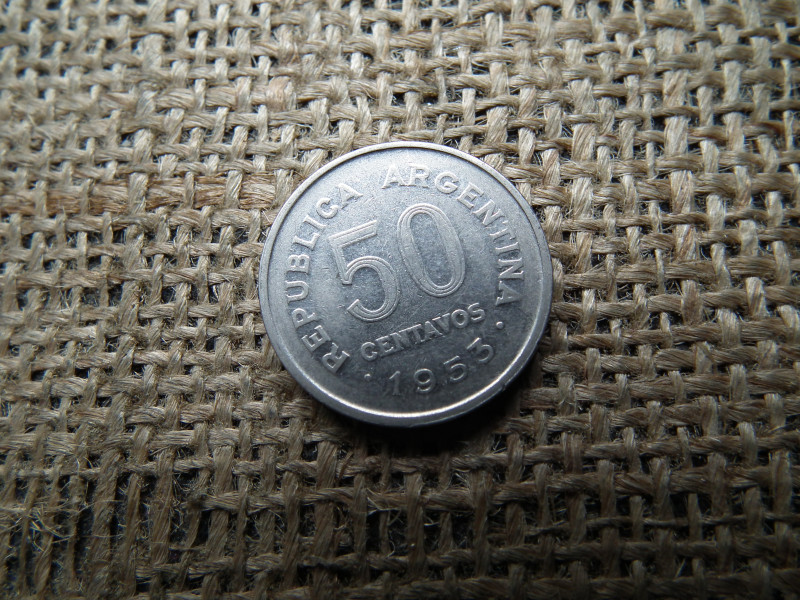 REPUBLICA ARGENTINA
50
CENTAVOS
· 1953 ·